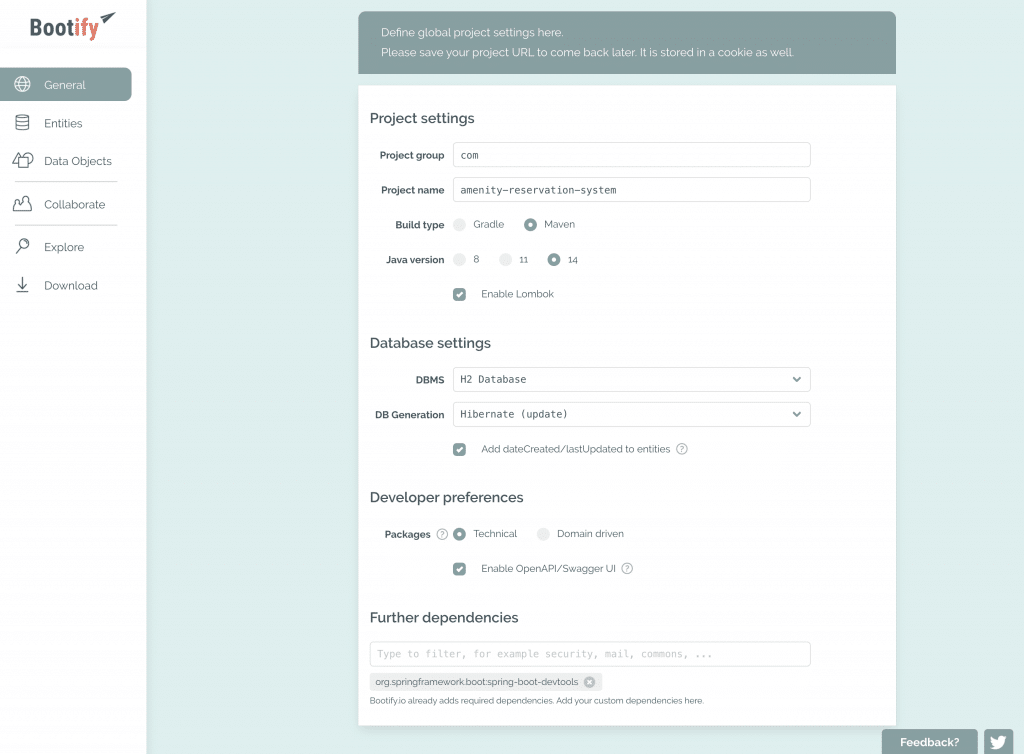 Bootify
General
Entities
Data Objects
Collaborate
Explore
Download
Define global project settings here.
Please save your project URL to come back later. It is stored in a cookie as well.
Project settings
Project group com
Project name amenity-reservation-system
Build type Gradle Maven
Java version 8 11 14
Enable Lombok
Database settings
DBMS H2 Database
DB Generation Hibernate (update)
Add dateCreated/lastUpdated to entities ?
Developer preferences
Packages ? Technical Domain driven
Enable OpenAPI/Swagger UI ?
Further dependencies
Type to filter, for example security, mail, commons, ...
org.springframework.boot:spring-boot-devtools
Bootify.io already adds required dependencies. Add your custom dependencies here.
Feedback?